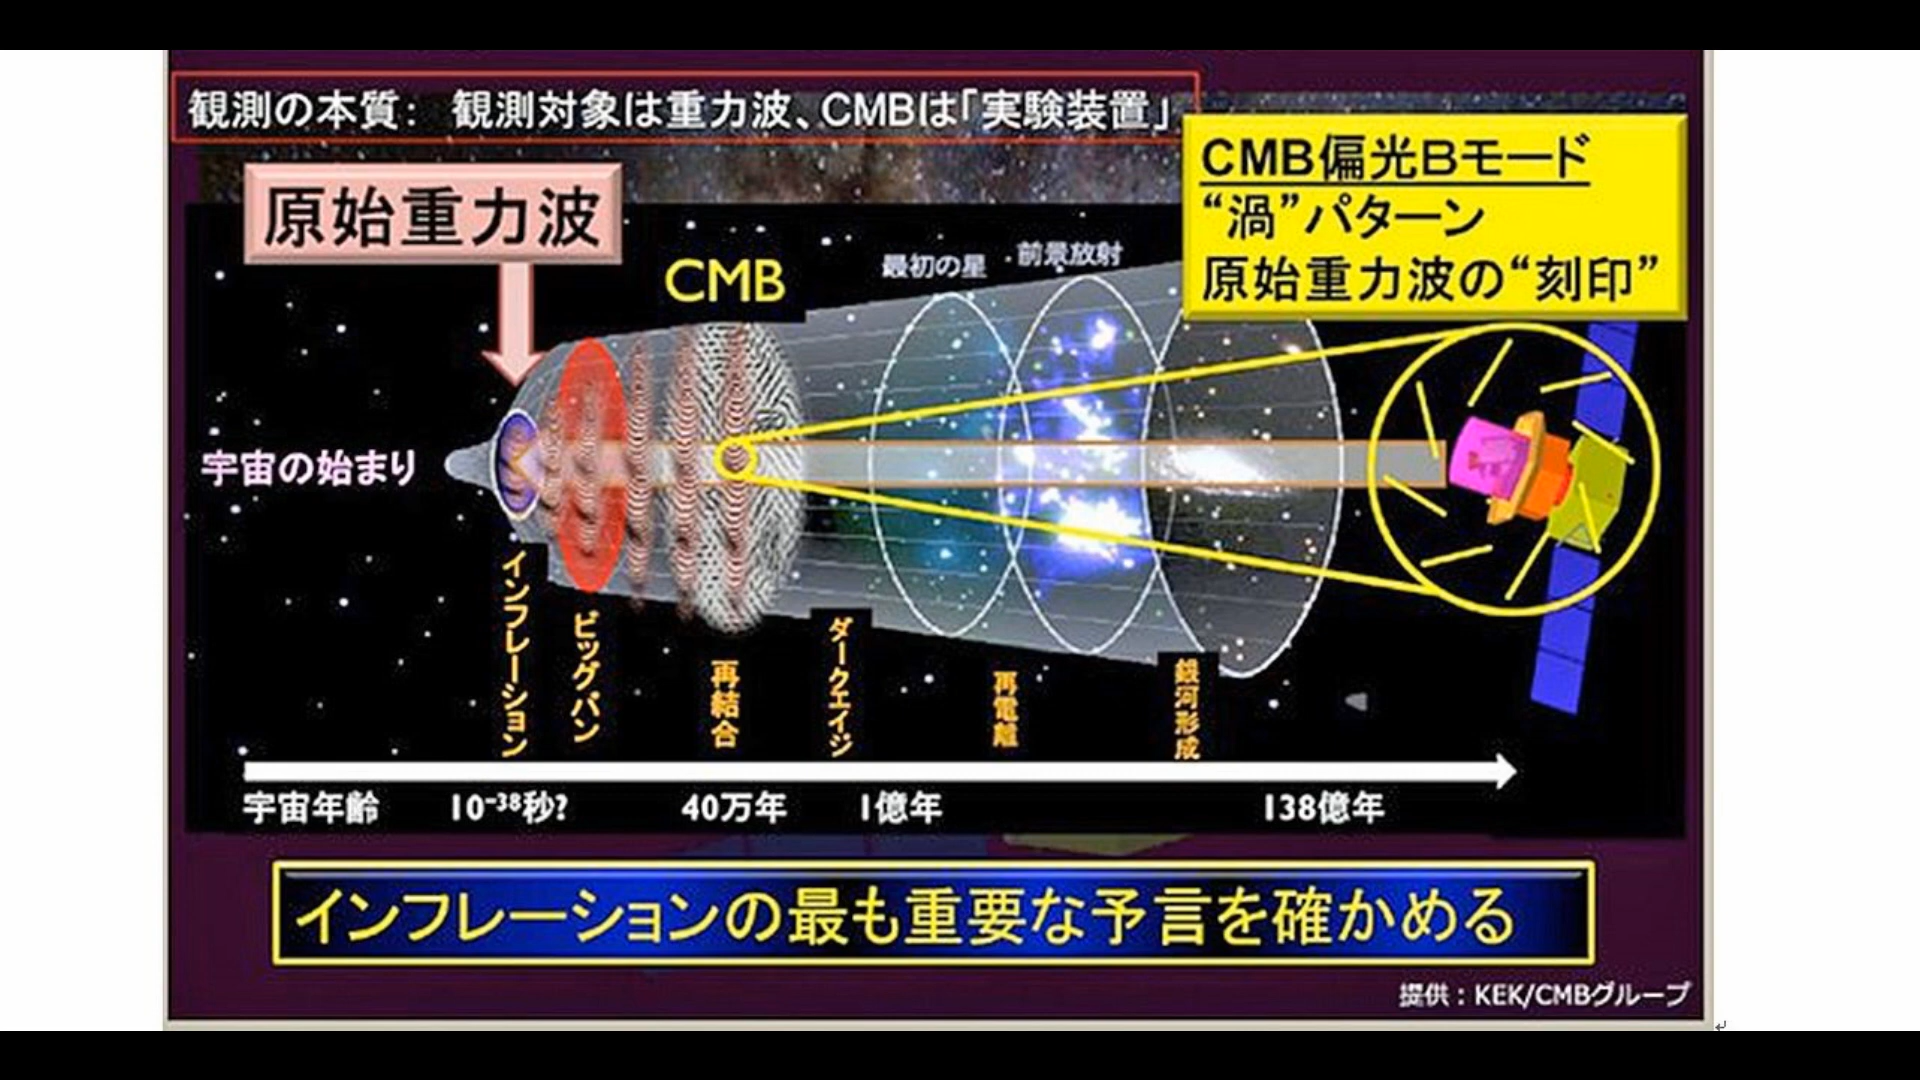 観測の本質： 観測対象は重力波、CMBは「実験装置」
CMB偏光Bモード
“渦”パターン
原始重力波の“刻印”
原始重力波
CMB
最初の星
前景放射
宇宙の始まり
インフレーション
ビッグバン
再結合
ダークエイジ
再電離
銀河形成
宇宙年齢 10⁻³⁸秒? 40万年 1億年 138億年
インフレーションの最も重要な予言を確かめる
提供：KEK/CMBグループ